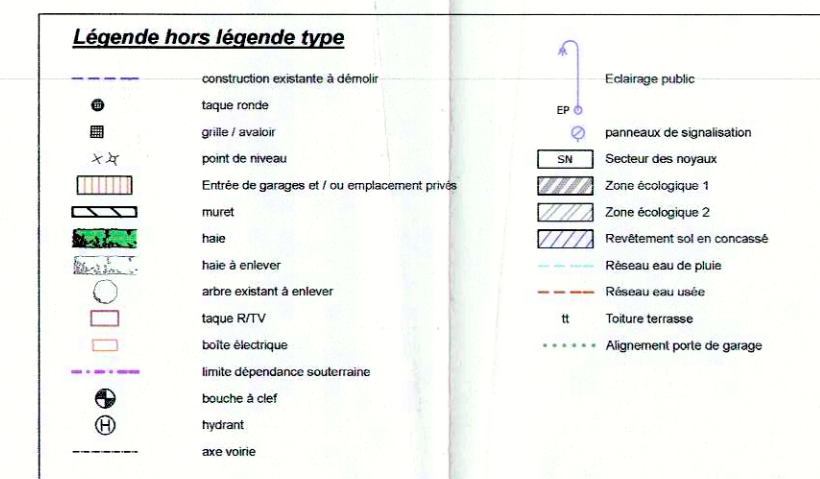 Légende hors légende type
construction existante à démolir
taque ronde
grille / avaloir
point de niveau
Entrée de garages et / ou emplacement privés
muret
haie
haie à enlever
arbre existant à enlever
taque R/TV
boîte électrique
limite dépendance souterraine
bouche à clef
H hydrant
axe voirie
Eclairage public
EP
panneaux de signalisation
SN Secteur des noyaux
Zone écologique 1
Zone écologique 2
Revêtement sol en concassé
Réseau eau de pluie
Réseau eau usée
tt Toiture terrasse
Alignement porte de garage